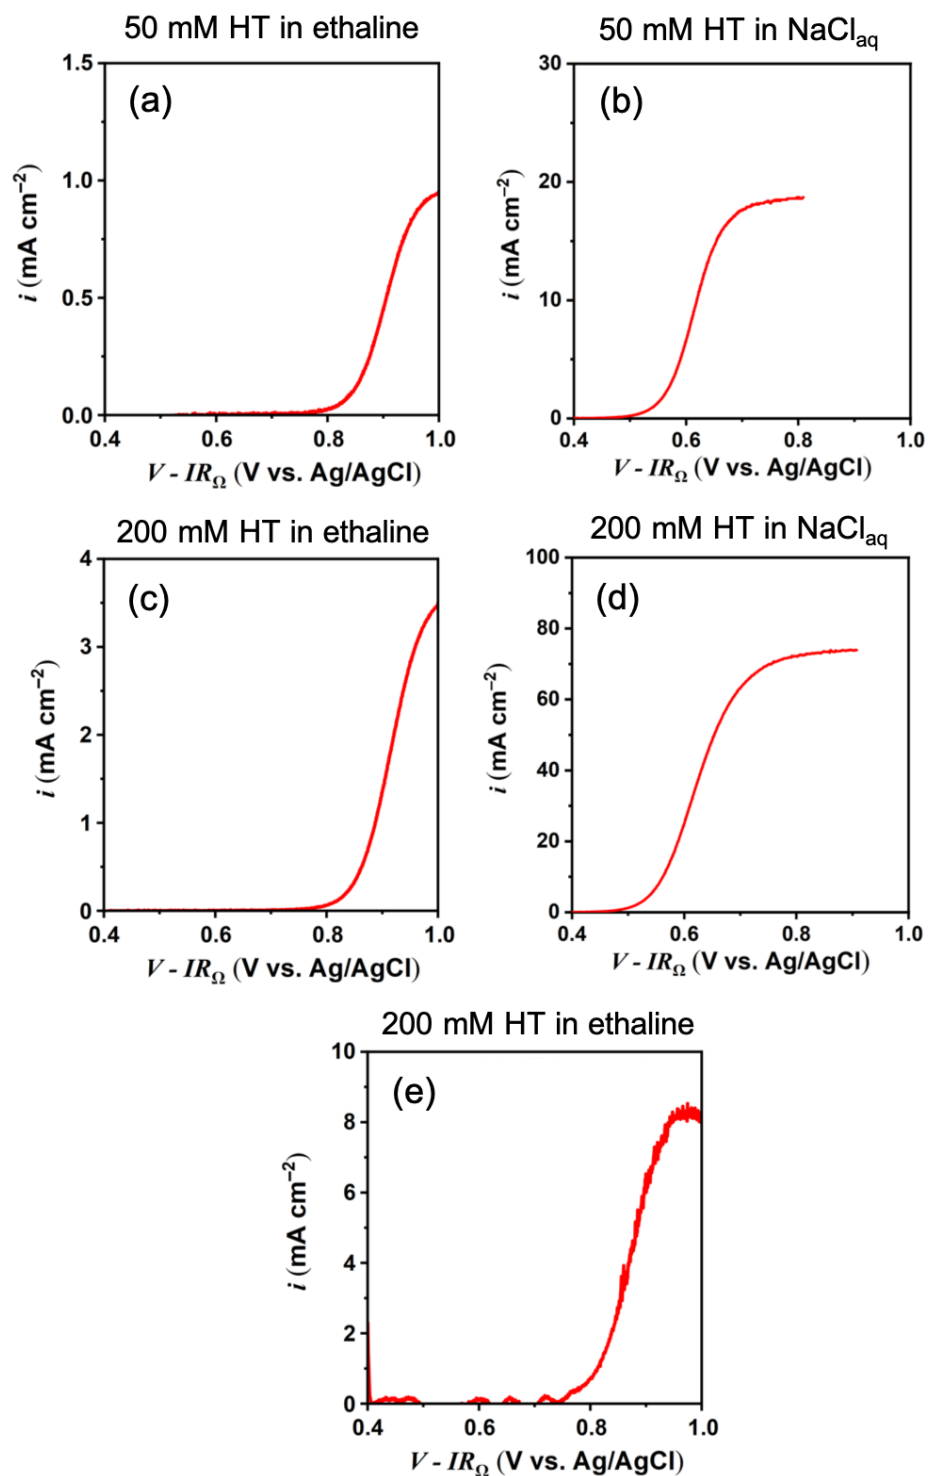 50 mM HT in ethaline
50 mM HT in NaClaq
(a)
1.5
1.0
0.5
0.0
i (mA cm−2)
0.4 0.6 0.8 1.0
V - IRΩ (V vs. Ag/AgCl)
(b)
30
20
10
0
i (mA cm−2)
0.4 0.6 0.8 1.0
V - IRΩ (V vs. Ag/AgCl)
200 mM HT in ethaline
200 mM HT in NaClaq
(c)
4
3
2
1
0
i (mA cm−2)
0.4 0.6 0.8 1.0
V - IRΩ (V vs. Ag/AgCl)
(d)
100
80
60
40
20
0
i (mA cm−2)
0.4 0.6 0.8 1.0
V - IRΩ (V vs. Ag/AgCl)
200 mM HT in ethaline
(e)
10
8
6
4
2
0
i (mA cm−2)
0.4 0.6 0.8 1.0
V - IRΩ (V vs. Ag/AgCl)